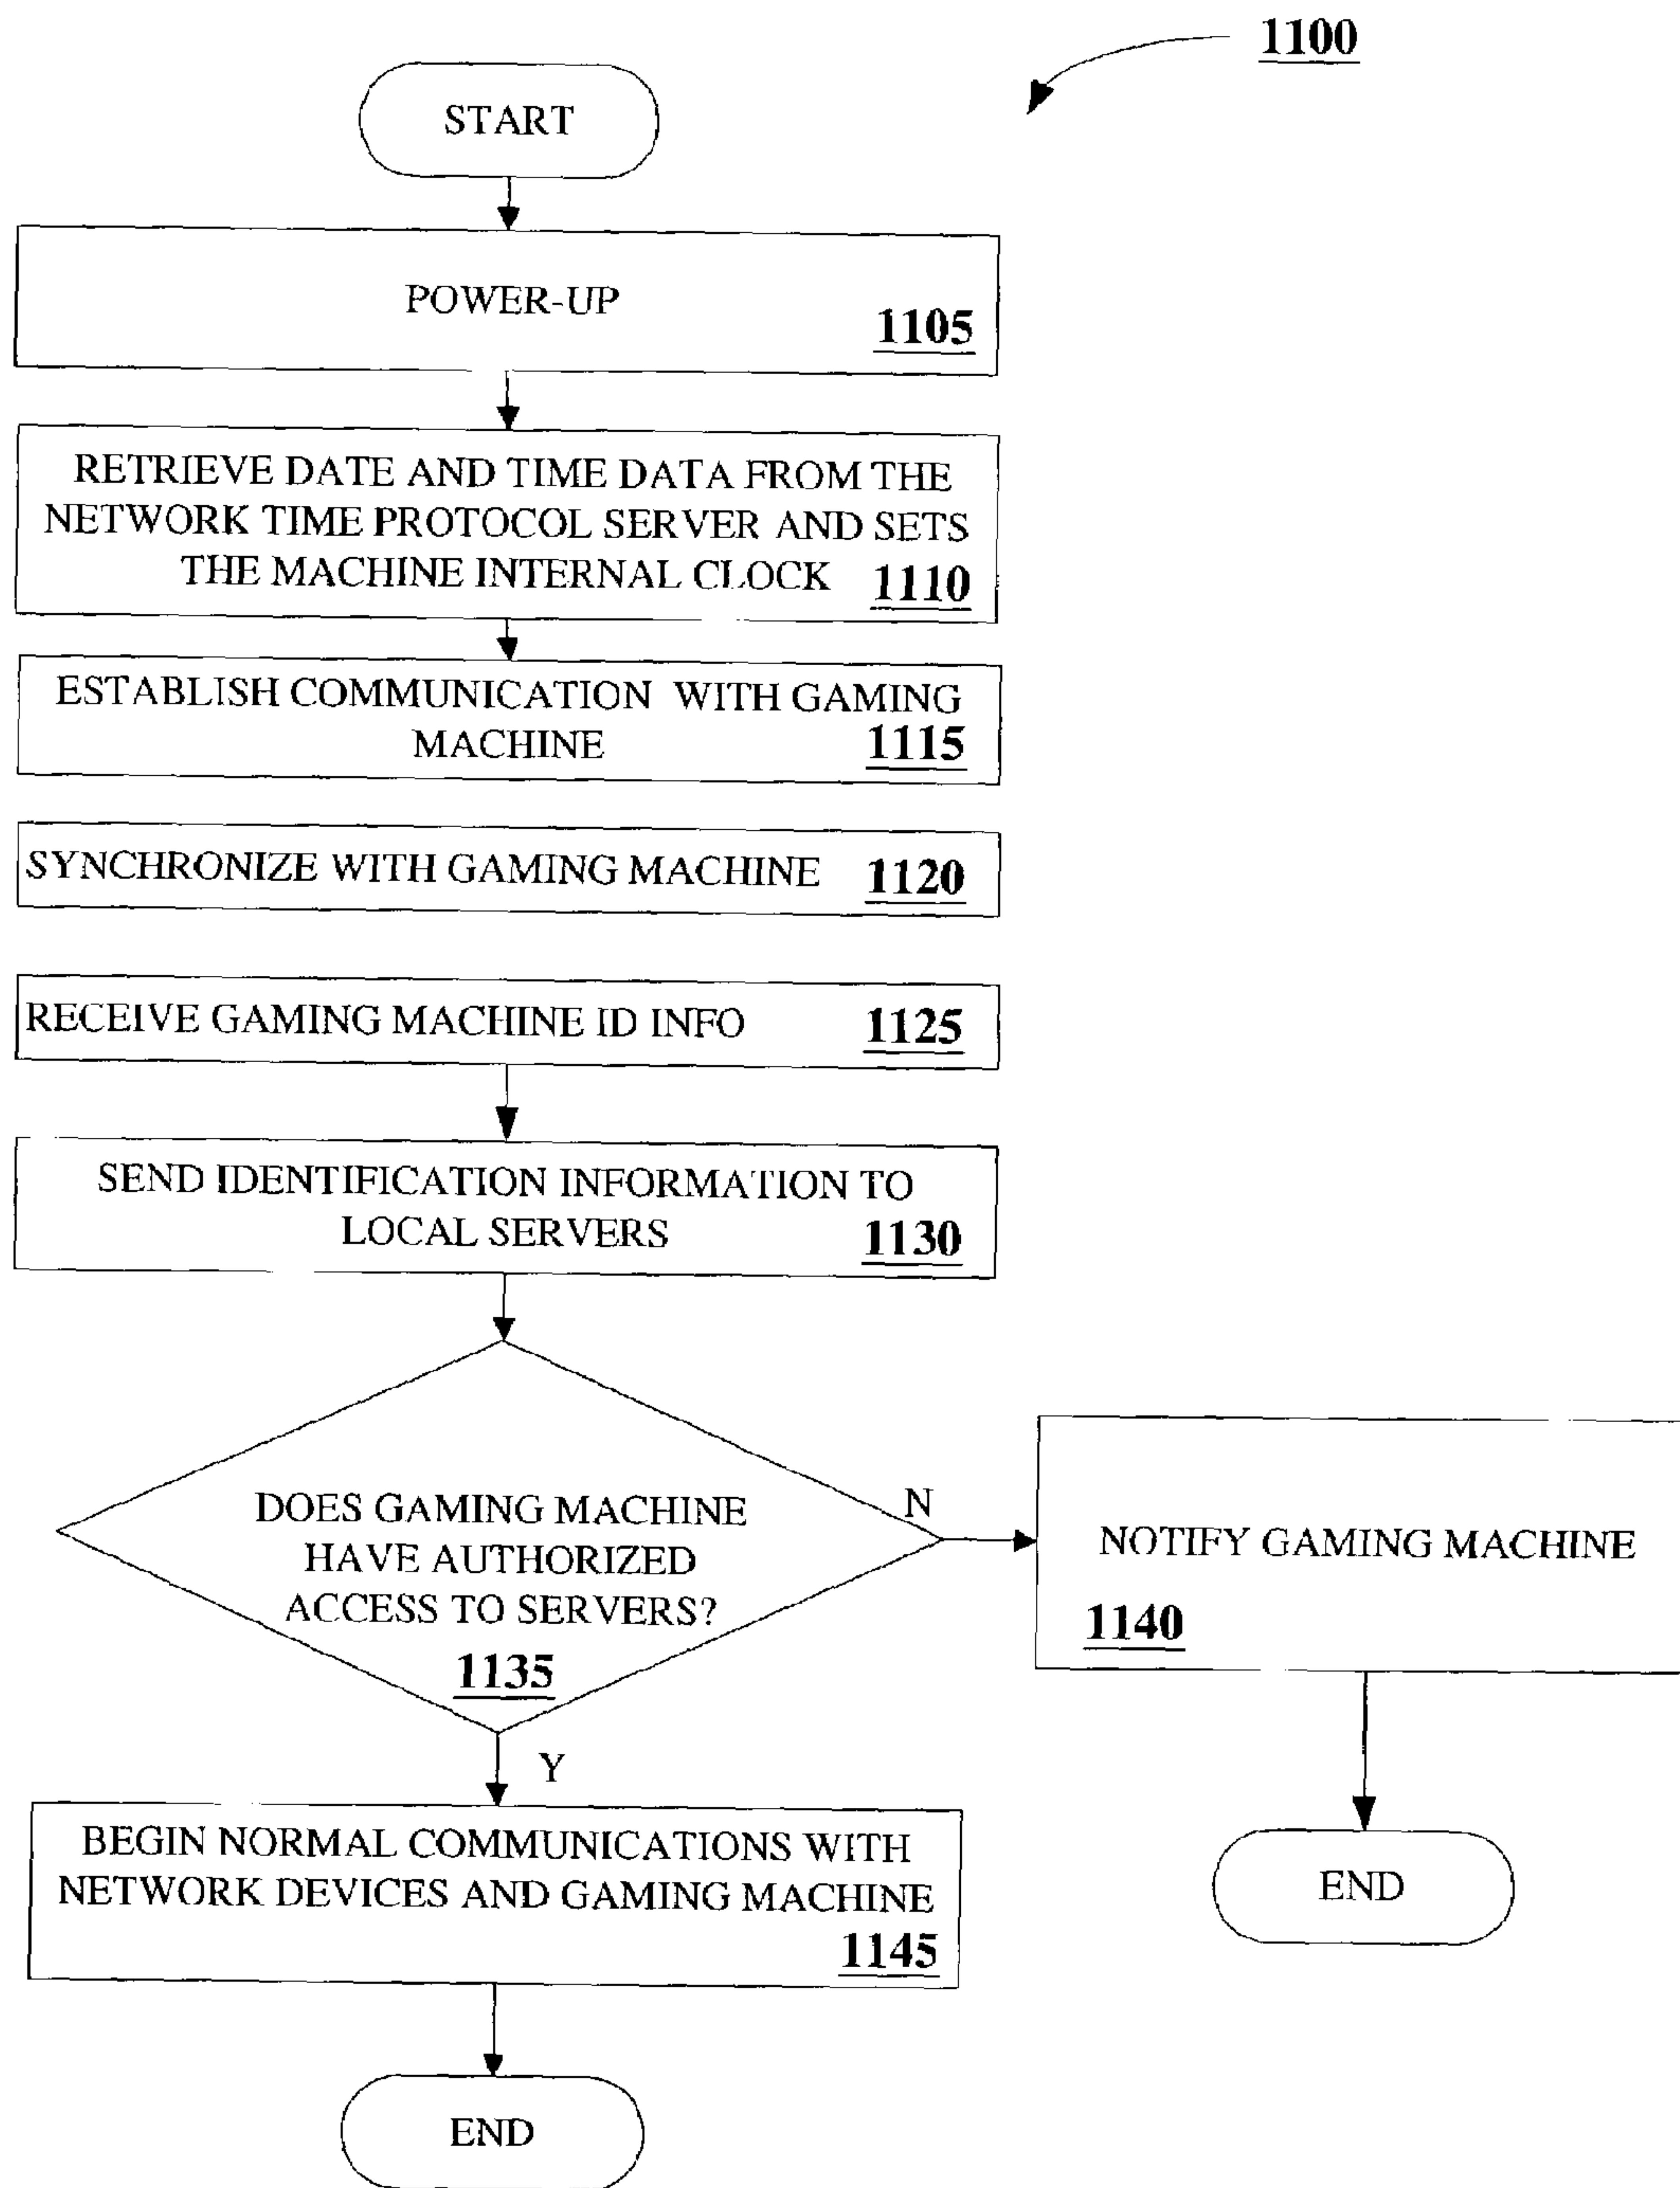 1100
START
POWER-UP
1105
RETRIEVE DATE AND TIME DATA FROM THE
NETWORK TIME PROTOCOL SERVER AND SETS
THE MACHINE INTERNAL CLOCK 1110
ESTABLISH COMMUNICATION WITH GAMING
MACHINE 1115
SYNCHRONIZE WITH GAMING MACHINE 1120
RECEIVE GAMING MACHINE ID INFO 1125
SEND IDENTIFICATION INFORMATION TO
LOCAL SERVERS 1130
DOES GAMING MACHINE
HAVE AUTHORIZED
ACCESS TO SERVERS?
1135
N
NOTIFY GAMING MACHINE
1140
END
Y
BEGIN NORMAL COMMUNICATIONS WITH
NETWORK DEVICES AND GAMING MACHINE
1145
END